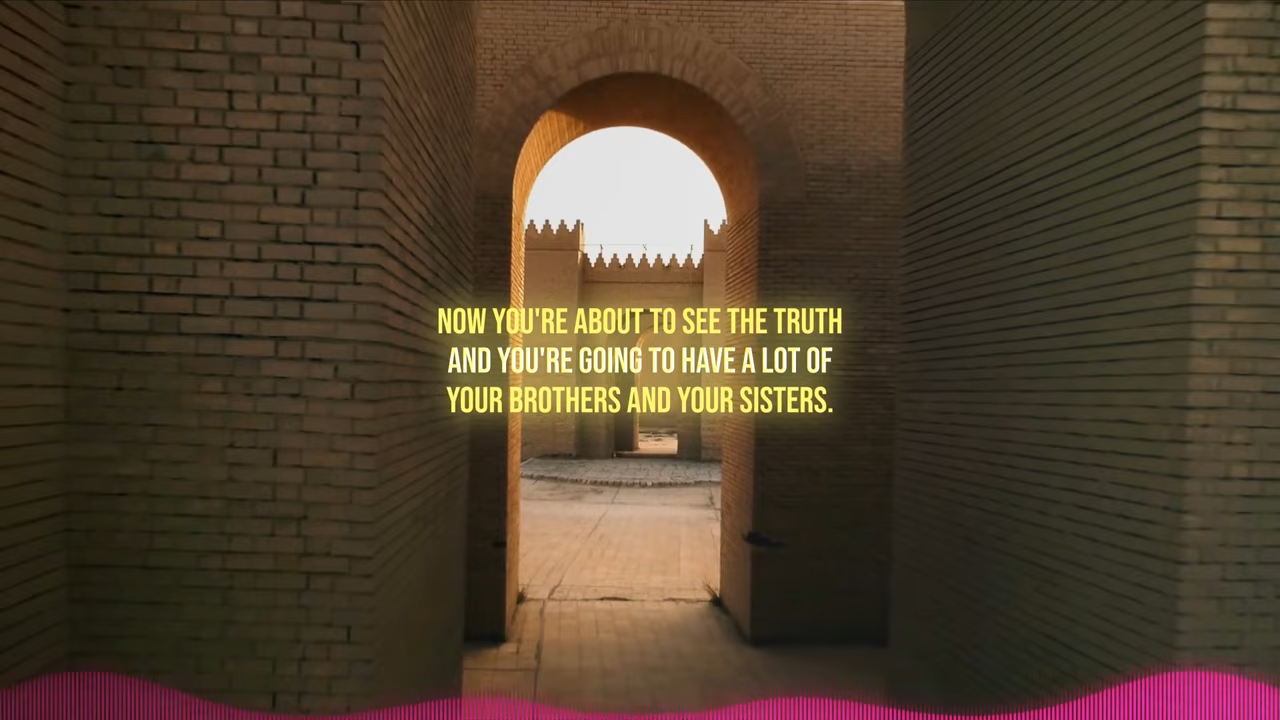 NOW YOU'RE ABOUT TO SEE THE TRUTH
AND YOU'RE GOING TO HAVE A LOT OF
YOUR BROTHERS AND YOUR SISTERS.